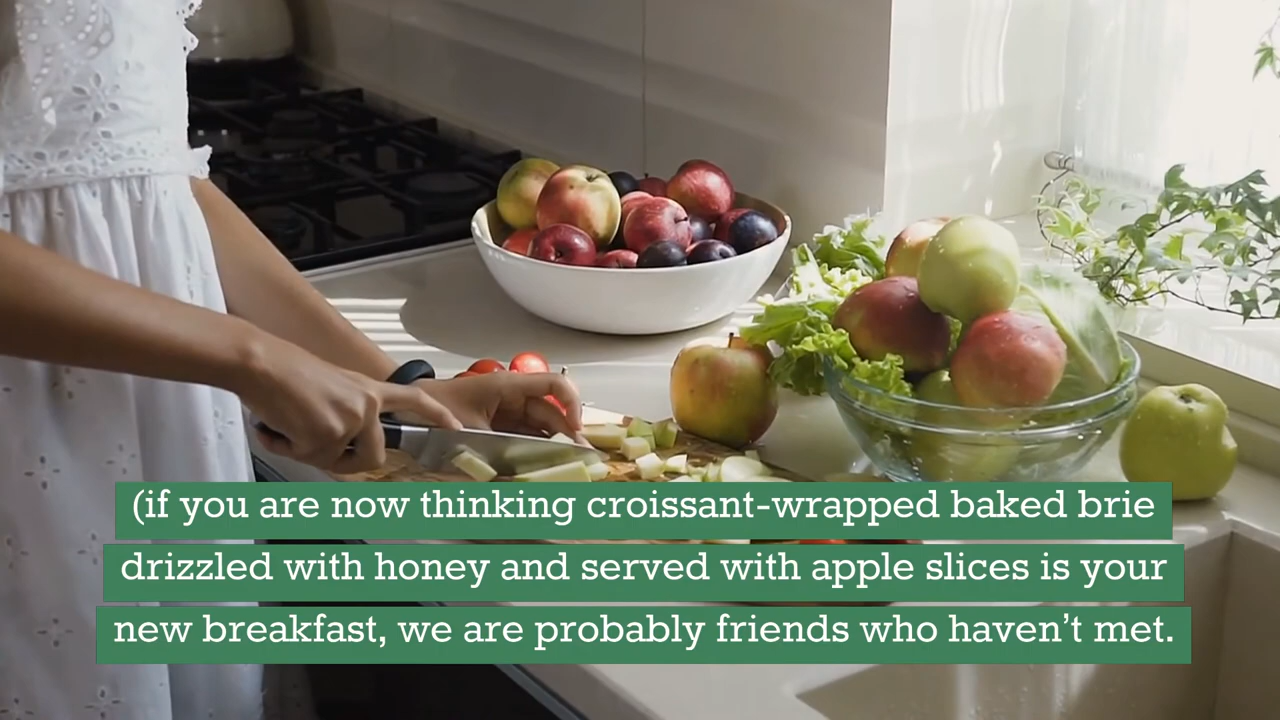 (if you are now thinking croissant-wrapped baked brie
drizzled with honey and served with apple slices is your
new breakfast, we are probably friends who haven’t met.